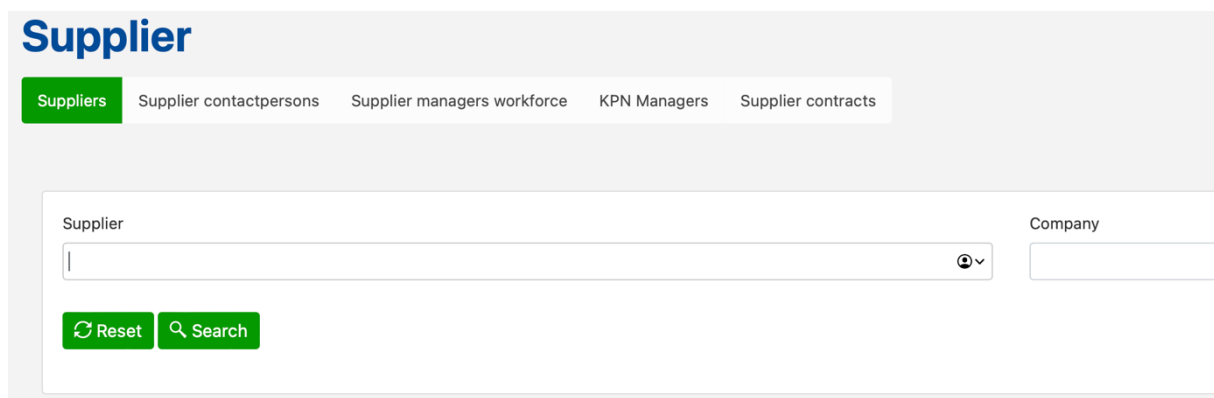 Supplier
Suppliers Supplier contactpersons Supplier managers workforce KPN Managers Supplier contracts
Supplier Company
Reset Search